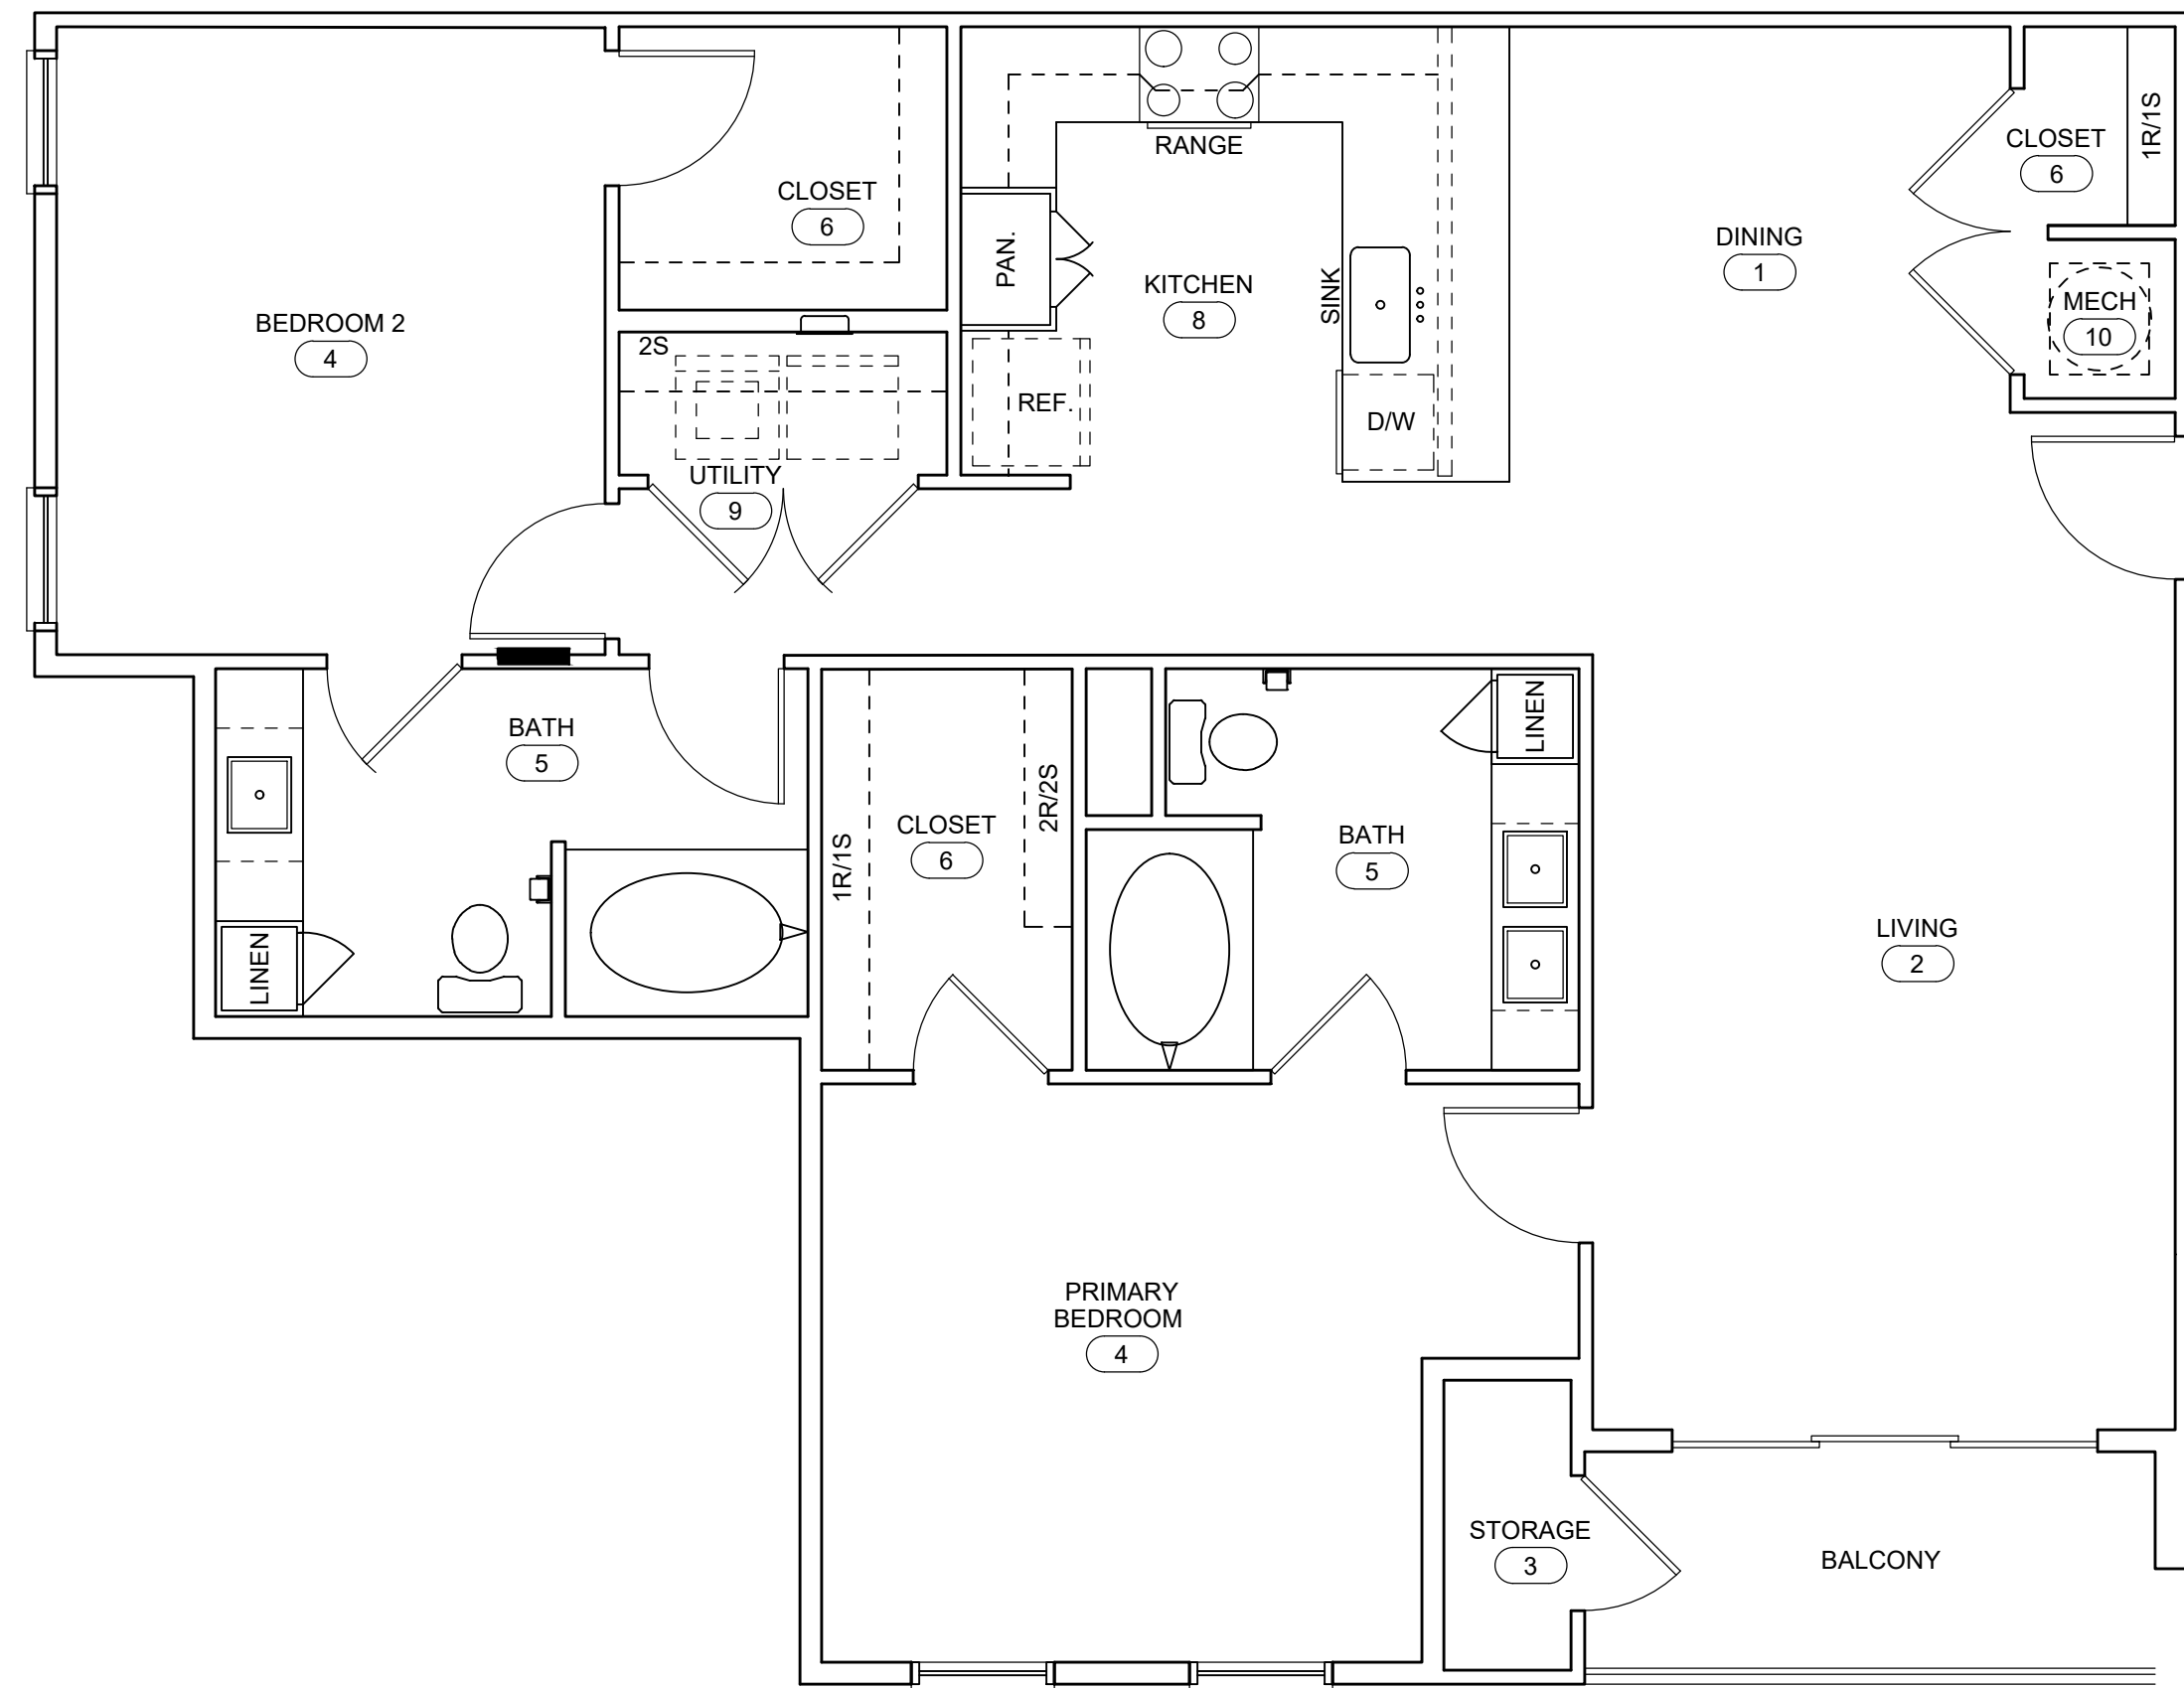 RANGE
CLOSET
6
1R/1S
CLOSET
6
PAN.
KITCHEN
8
SINK
DINING
1
MECH
10
BEDROOM 2
4
2S
REF.
D/W
UTILITY
9
BATH
5
LINEN
1R/1S
CLOSET
6
2R/2S
BATH
5
LINEN
LIVING
2
PRIMARY
BEDROOM
4
STORAGE
3
BALCONY